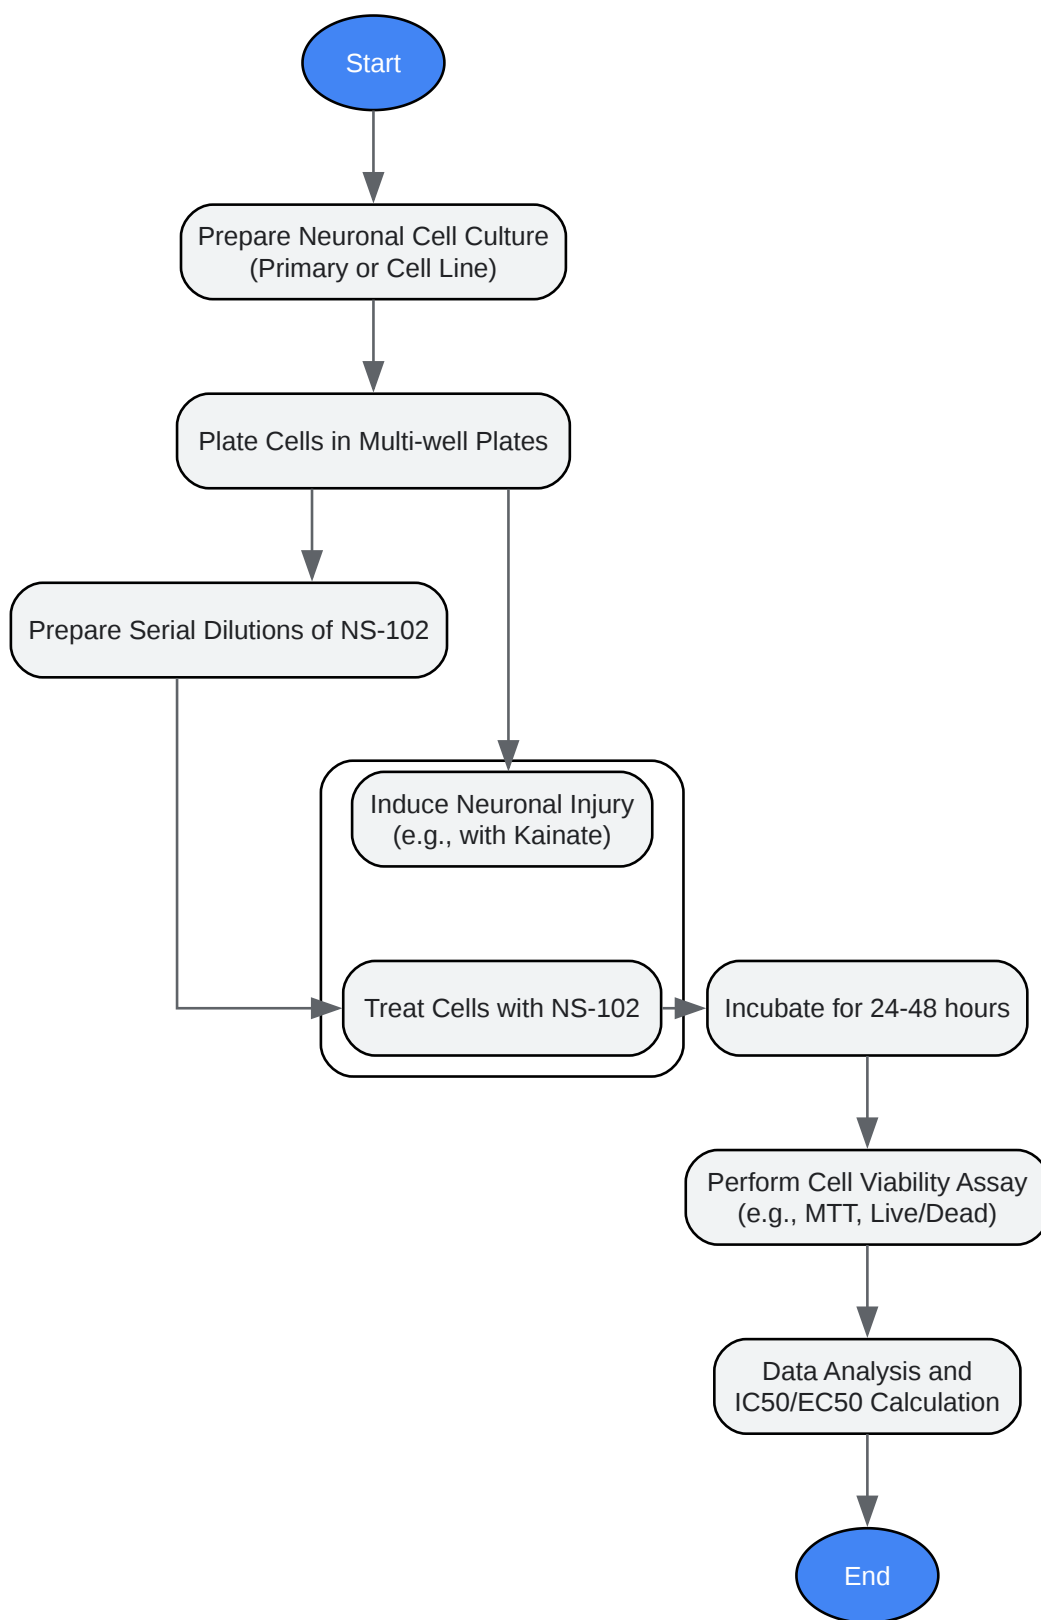 Start
Prepare Neuronal Cell Culture
(Primary or Cell Line)
Plate Cells in Multi-well Plates
Prepare Serial Dilutions of NS-102
Induce Neuronal Injury
(e.g., with Kainate)
Treat Cells with NS-102
Incubate for 24-48 hours
Perform Cell Viability Assay
(e.g., MTT, Live/Dead)
Data Analysis and
IC50/EC50 Calculation
End